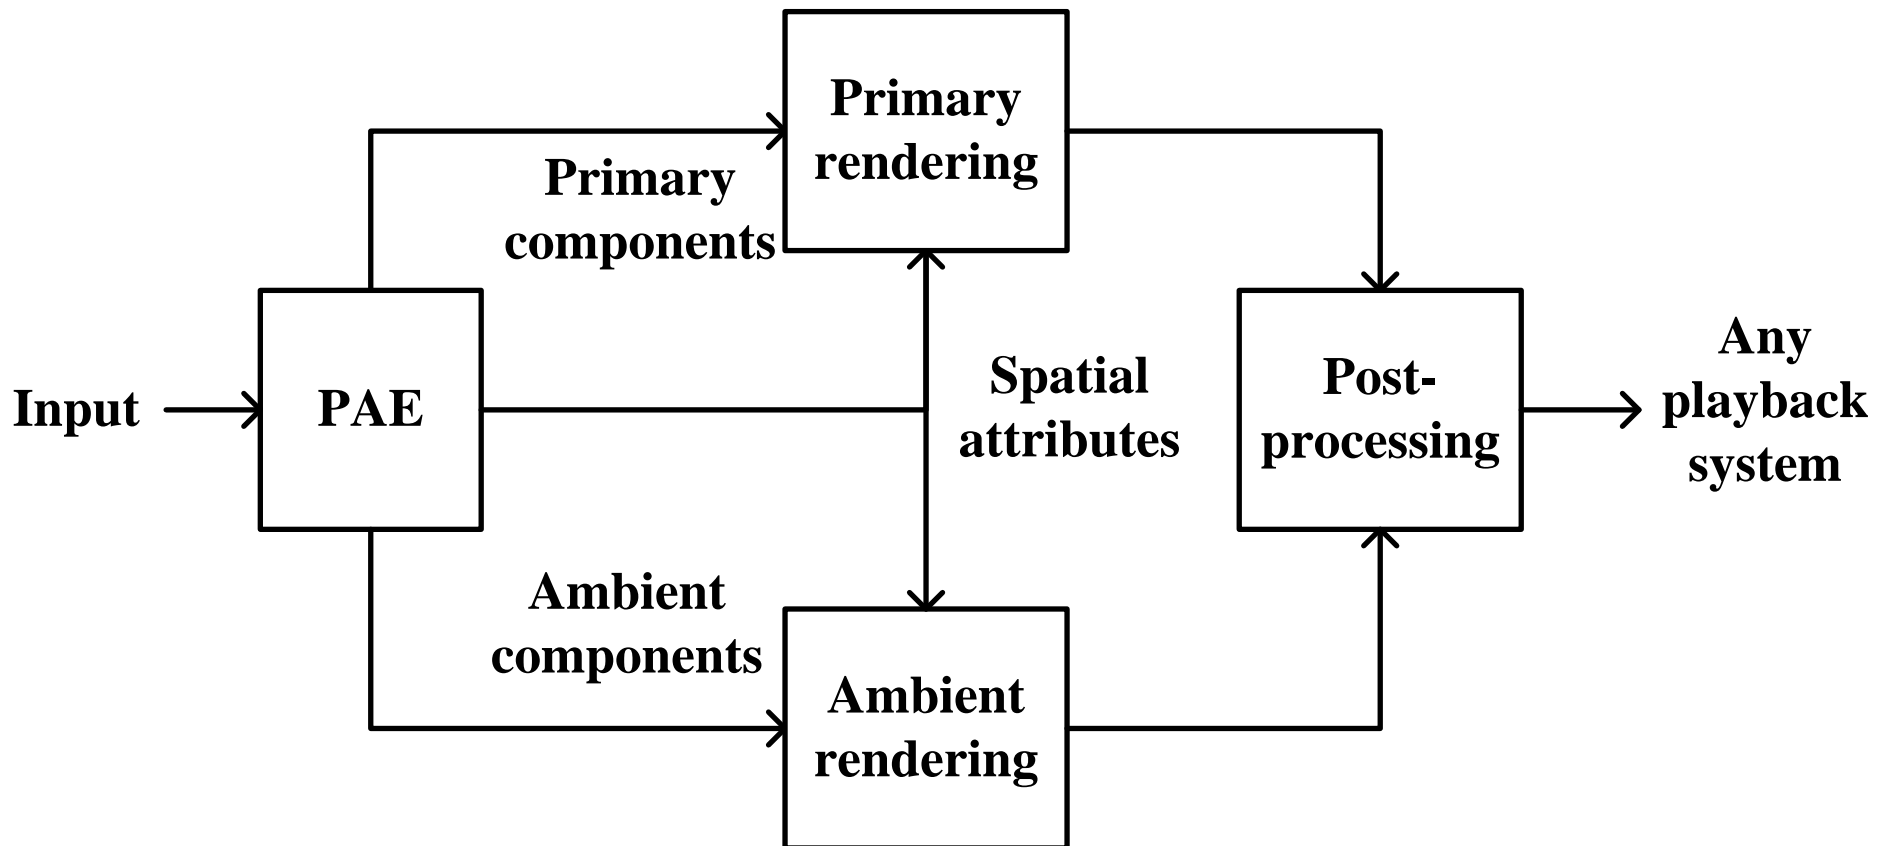 Primary
rendering
Primary
components
Input
PAE
Spatial
attributes
Post-
processing
Any
playback
system
Ambient
components
Ambient
rendering